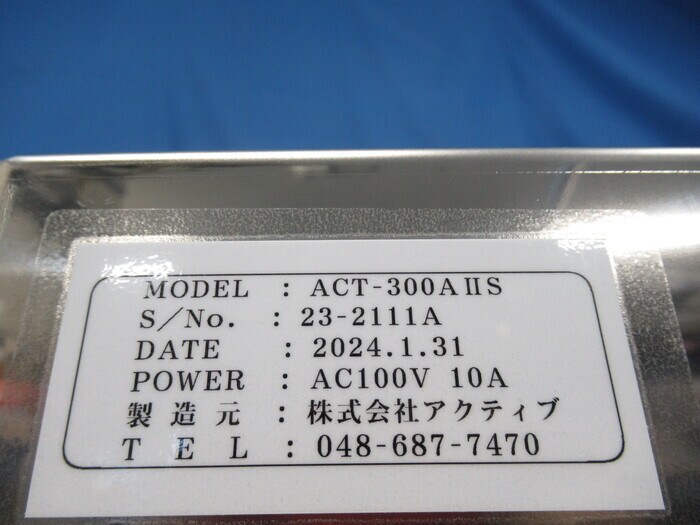 MODEL : ACT-300AⅡS
S/No. : 23-2111A
DATE : 2024.1.31
POWER : AC100V 10A
製造元 : 株式会社アクティブ
TEL : 048-687-7470